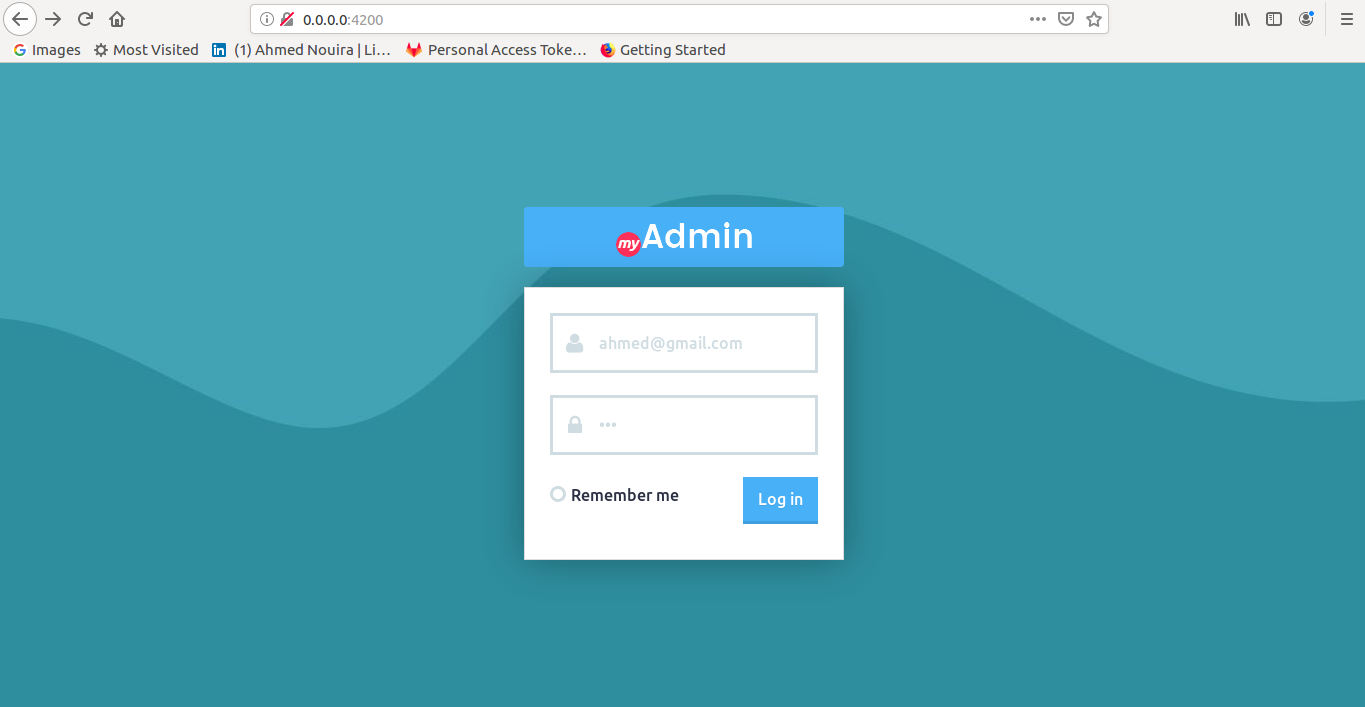 0.0.0.0:4200
Images Most Visited (1) Ahmed Nouira | Li… Personal Access Toke… Getting Started
myAdmin
ahmed@gmail.com
•••
Remember me Log in